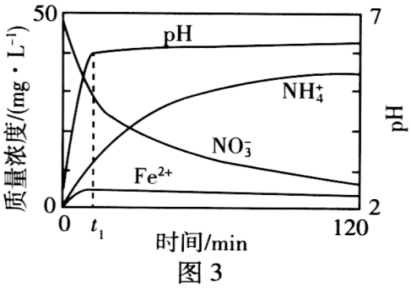 50
7
pH
NH₄⁺
NO₃⁻
Fe²⁺
质量浓度/(mg·L⁻¹)
pH
0
2
0
t₁
120
时间/min
图 3